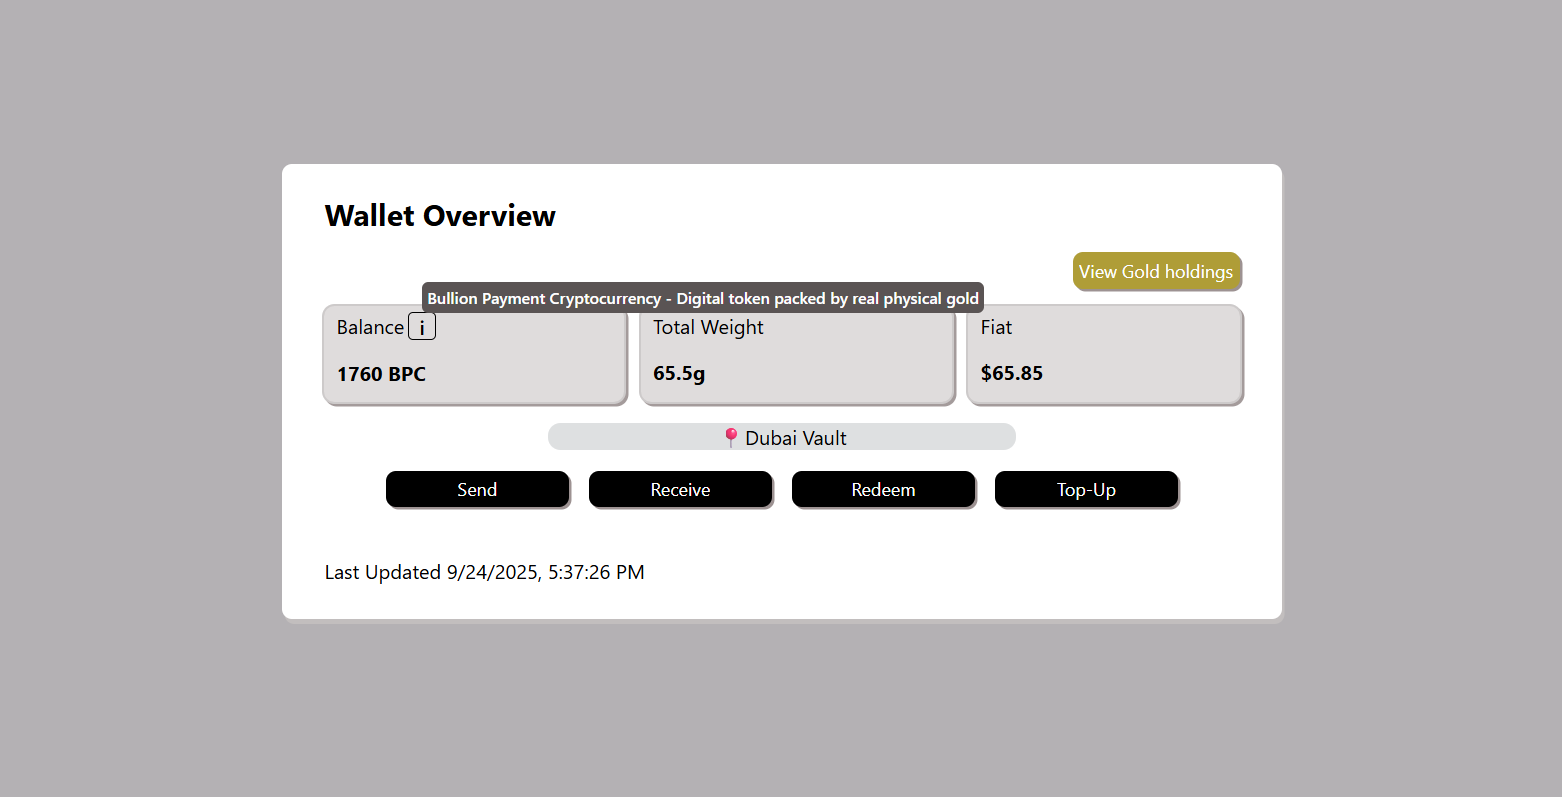 Wallet Overview
View Gold holdings
Bullion Payment Cryptocurrency - Digital token packed by real physical gold
Balance i
1760 BPC
Total Weight
65.5g
Fiat
$65.85
Dubai Vault
Send
Receive
Redeem
Top-Up
Last Updated 9/24/2025, 5:37:26 PM